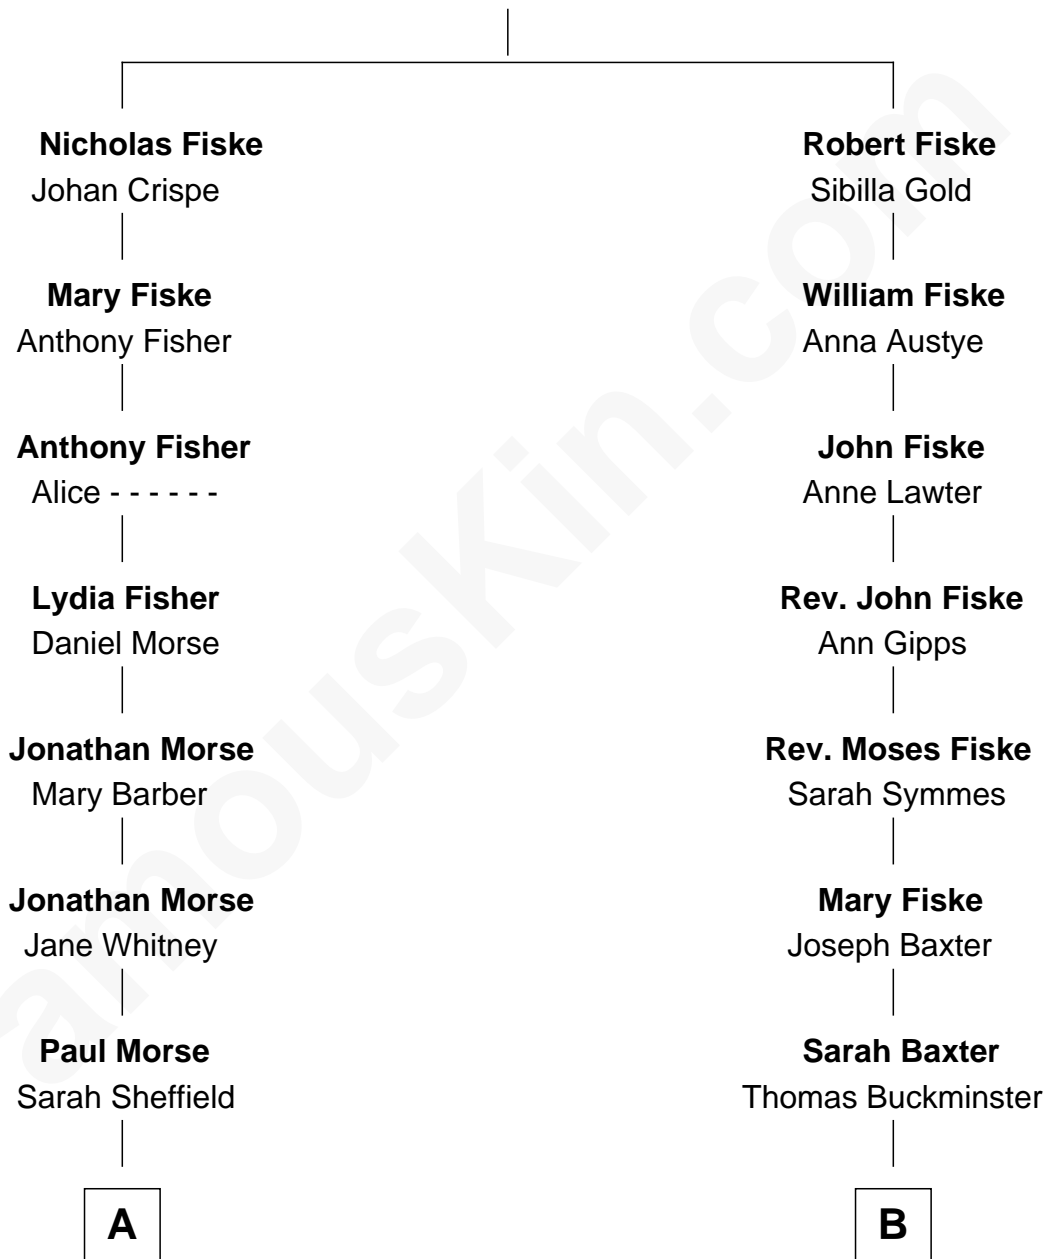 Nicholas Fiske
Johan Crispe
Mary Fiske
Anthony Fisher
Anthony Fisher
Alice - - - - - -
Lydia Fisher
Daniel Morse
Jonathan Morse
Mary Barber
Jonathan Morse
Jane Whitney
Paul Morse
Sarah Sheffield
A
Robert Fiske
Sibilla Gold
William Fiske
Anna Austye
John Fiske
Anne Lawter
Rev. John Fiske
Ann Gipps
Rev. Moses Fiske
Sarah Symmes
Mary Fiske
Joseph Baxter
Sarah Baxter
Thomas Buckminster
B
amousKin.com